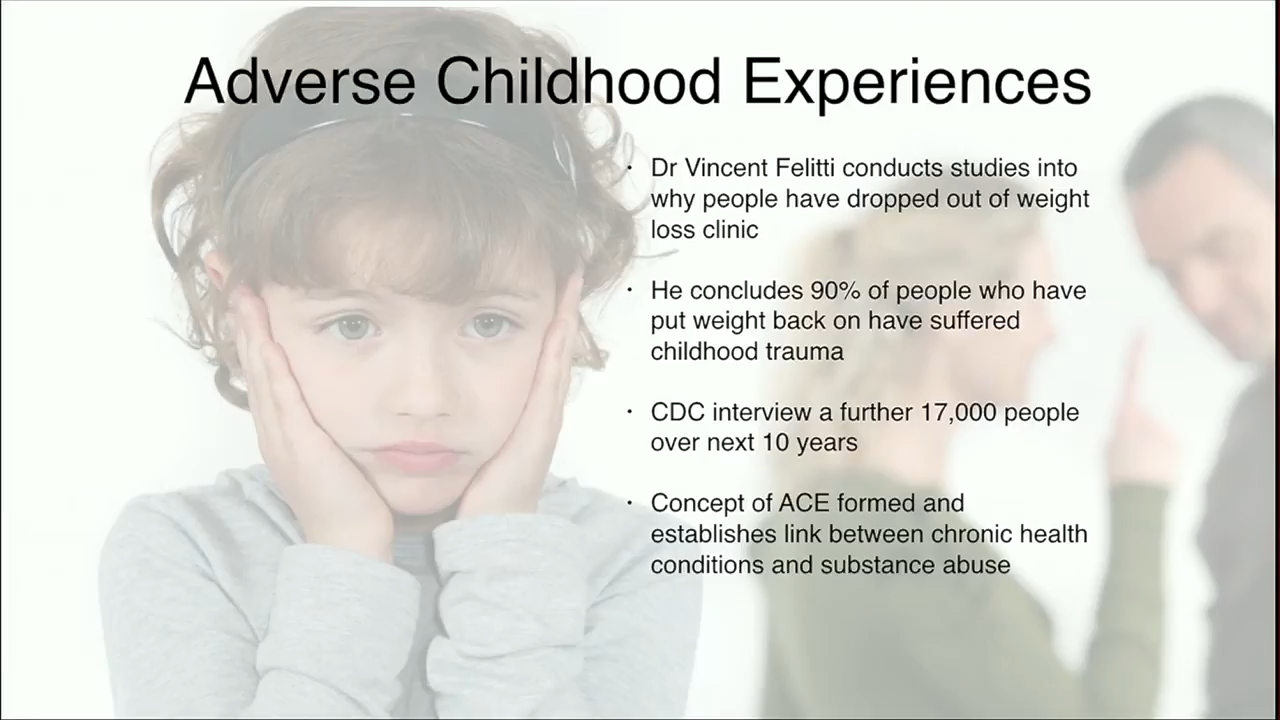 Adverse Childhood Experiences
· Dr Vincent Felitti conducts studies into
why people have dropped out of weight
loss clinic
· He concludes 90% of people who have
put weight back on have suffered
childhood trauma
· CDC interview a further 17,000 people
over next 10 years
· Concept of ACE formed and
establishes link between chronic health
conditions and substance abuse